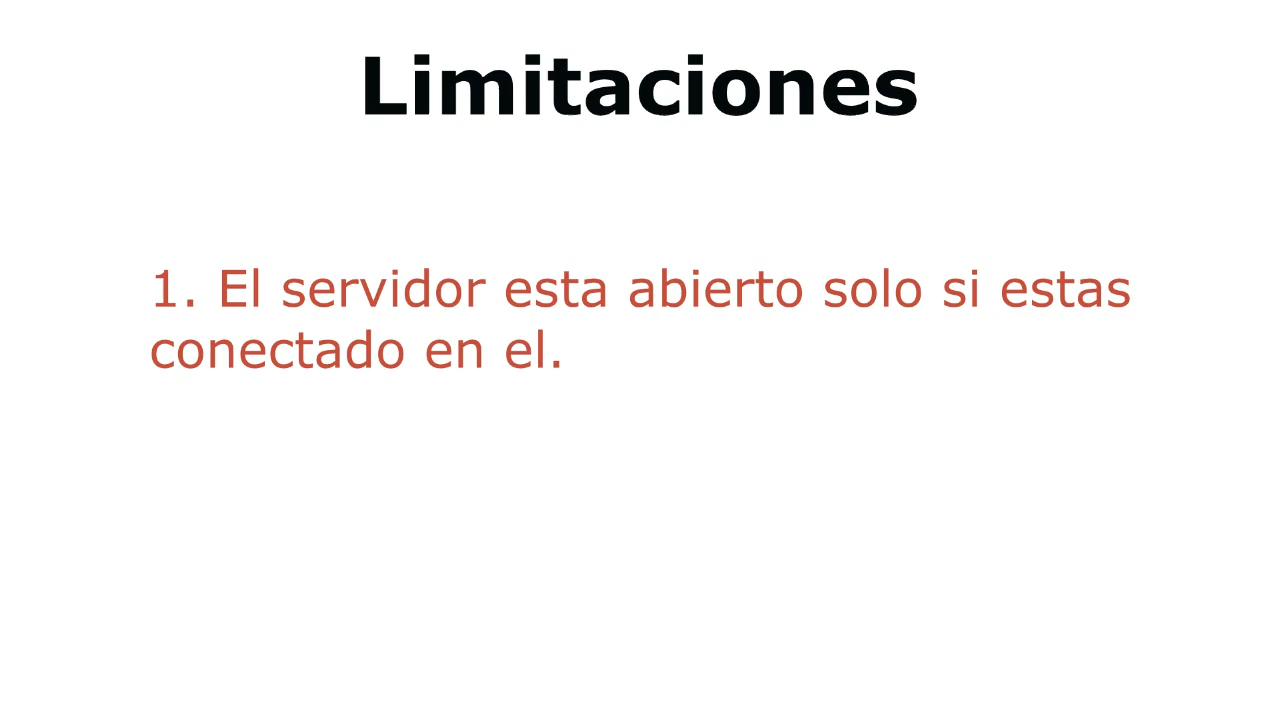 Limitaciones
1. El servidor esta abierto solo si estas
conectado en el.